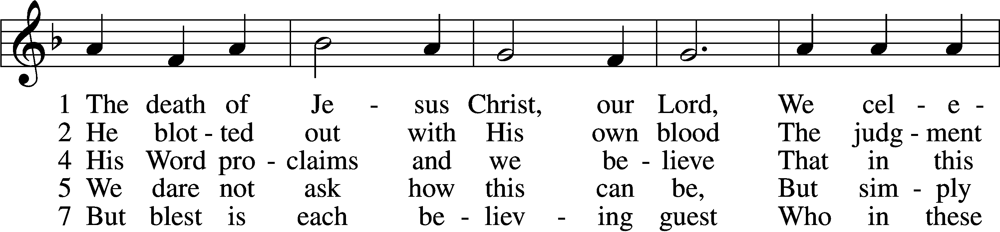 1 The death of Je - sus Christ, our Lord, We cel - e -
2 He blot - ted out with His own blood The judg - ment
4 His Word pro - claims and we be - lieve That in this
5 We dare not ask how this can be, But sim - ply
7 But blest is each be - liev - ing guest Who in these